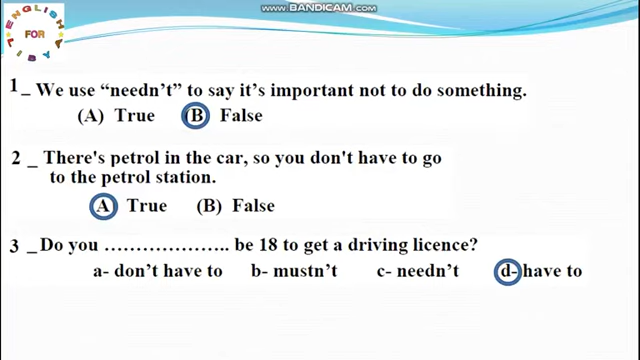 WWW.BANDICAM.COM
ENGLISH
FOR
LIBYA
1_ We use “needn’t” to say it’s important not to do something.
(A) True (B) False
2 _ There's petrol in the car, so you don't have to go
to the petrol station.
(A) True (B) False
3 _Do you ………………….. be 18 to get a driving licence?
a- don’t have to b- mustn’t c- needn’t d- have to